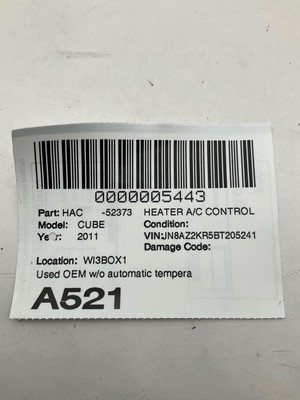 0000005443
Part: HAC -52373 HEATER A/C CONTROL
Model: CUBE Condition:
Year: 2011 VIN:JN8AZ2KR5BT205241
Damage Code:
Location: WI3BOX1
Used OEM w/o automatic tempera
A521